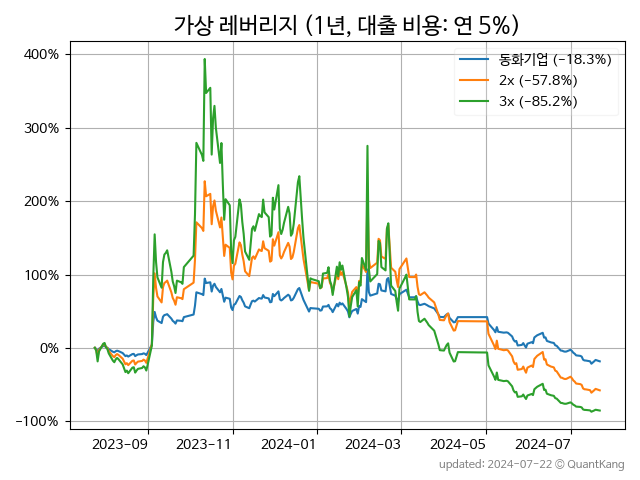 가상 레버리지 (1년, 대출 비용: 연 5%)
동화기업 (−18.3%)
2x (−57.8%)
3x (−85.2%)
400%
300%
200%
100%
0%
−100%
2023-09
2023-11
2024-01
2024-03
2024-05
2024-07
updated: 2024-07-22 © QuantKang